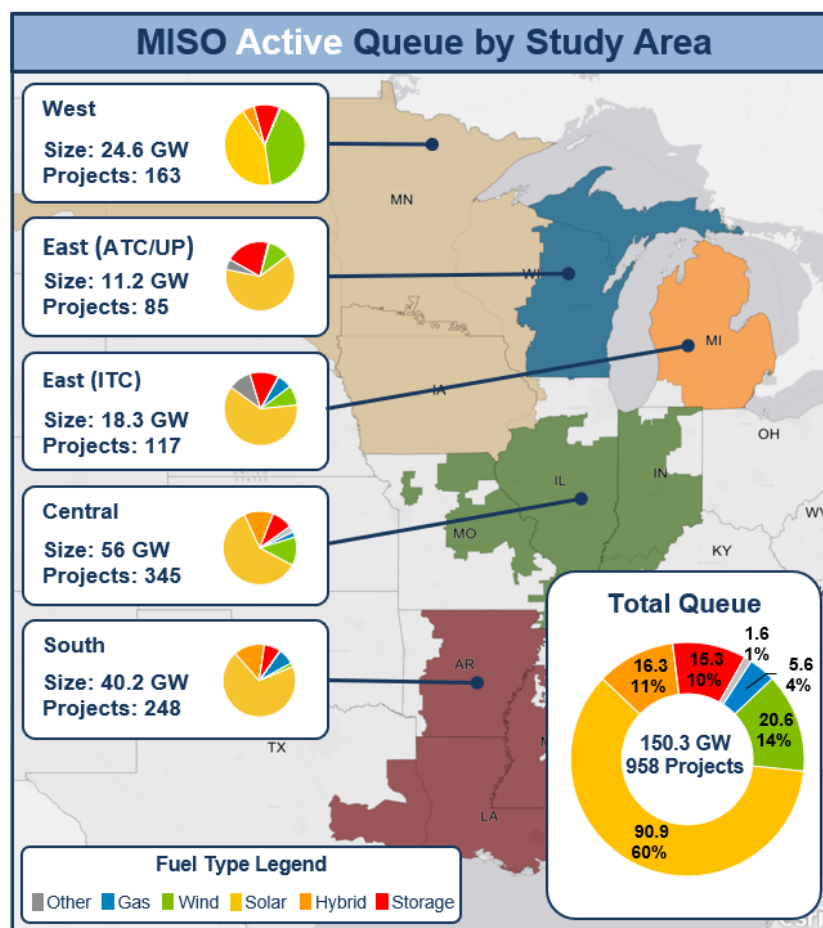 MISO Active Queue by Study Area
West
Size: 24.6 GW
Projects: 163
East (ATC/UP)
Size: 11.2 GW
Projects: 85
East (ITC)
Size: 18.3 GW
Projects: 117
Central
Size: 56 GW
Projects: 345
South
Size: 40.2 GW
Projects: 248
MN
WI
MI
IA
OH
IL
IN
MO
WV
KY
AR
TX
LA
Total Queue
1.6
1%
15.3
10%
16.3
11%
5.6
4%
20.6
14%
150.3 GW
958 Projects
90.9
60%
Fuel Type Legend
Other Gas Wind Solar Hybrid Storage
esri